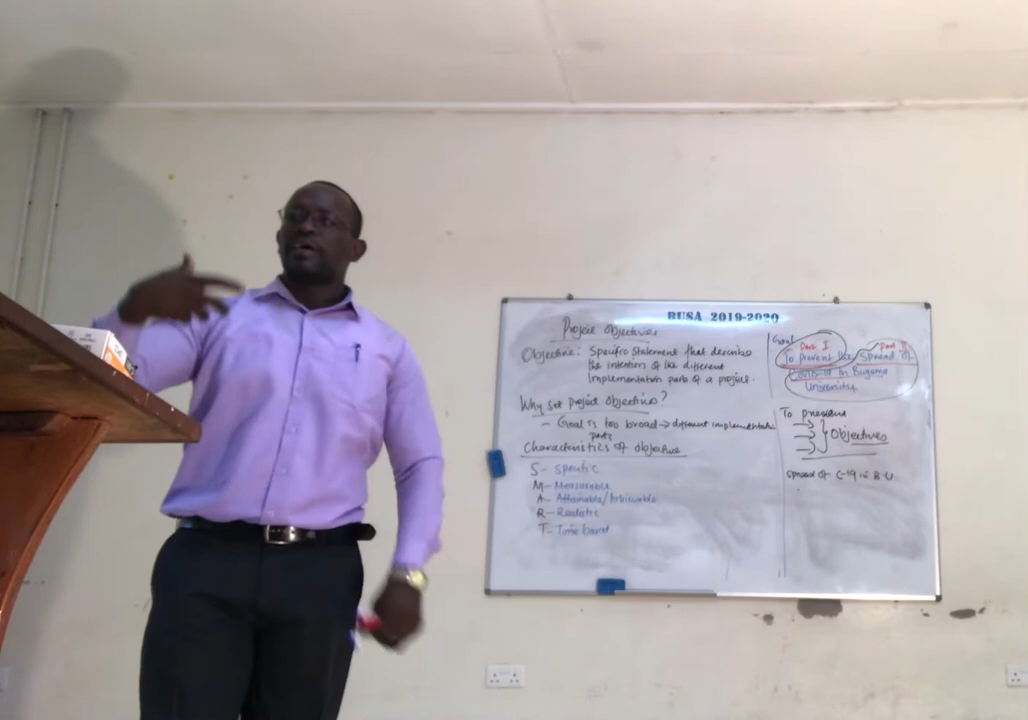 RUSA 2019-2020
Project Objectives
Objective: Specific statement that describes
the intention of the different
implementation parts of a project.
Why Set Project Objectives?
- Goal is too broad → different implementation
parts
Characteristics of objective
S - Specific
M - Measurable
A - Attainable/Achievable
R - Realistic
T - Time bound
Goal
Part I
Part II
To prevent the spread of
Covid-19 in Bugema
University.
To
} Objectives
Spread of C-19 in B.U